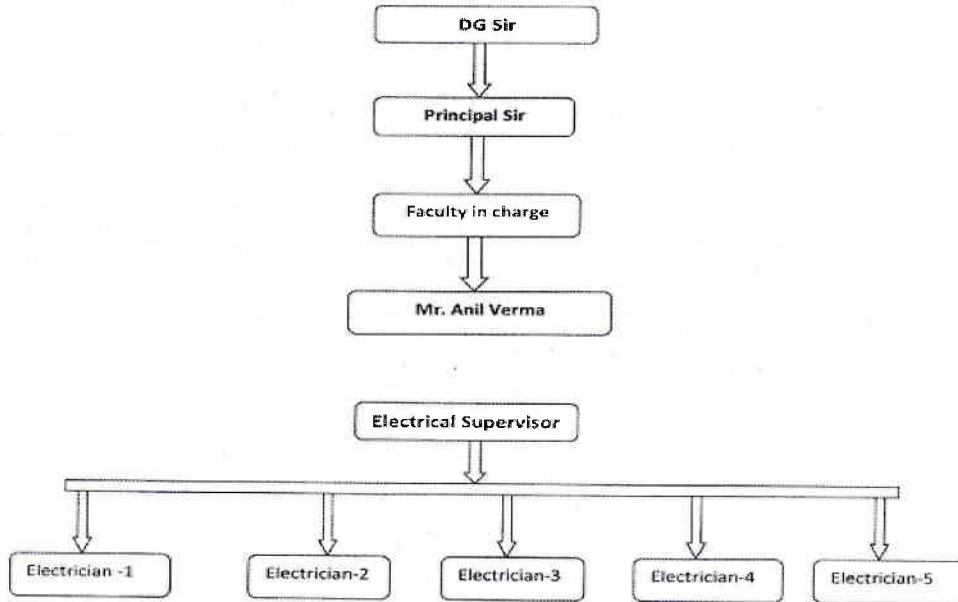 DG Sir
Principal Sir
Faculty in charge
Mr. Anil Verma
Electrical Supervisor
Electrician -1
Electrician-2
Electrician-3
Electrician-4
Electrician-5